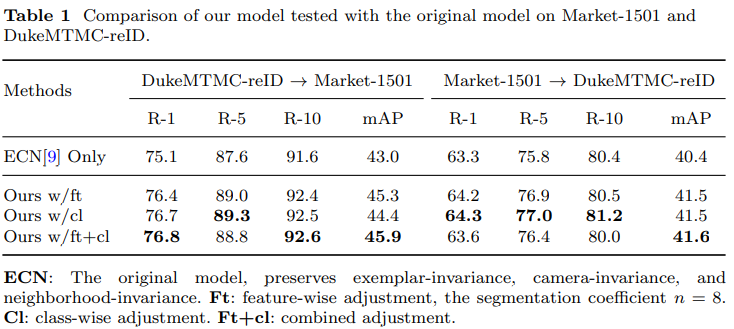 Table 1 Comparison of our model tested with the original model on Market-1501 and
DukeMTMC-reID.
Methods DukeMTMC-reID → Market-1501 Market-1501 → DukeMTMC-reID
R-1 R-5 R-10 mAP R-1 R-5 R-10 mAP
ECN[9] Only 75.1 87.6 91.6 43.0 63.3 75.8 80.4 40.4
Ours w/ft 76.4 89.0 92.4 45.3 64.2 76.9 80.5 41.5
Ours w/cl 76.7 89.3 92.5 44.4 64.3 77.0 81.2 41.5
Ours w/ft+cl 76.8 88.8 92.6 45.9 63.6 76.4 80.0 41.6
ECN: The original model, preserves exemplar-invariance, camera-invariance, and
neighborhood-invariance. Ft: feature-wise adjustment, the segmentation coefficient n = 8.
Cl: class-wise adjustment. Ft+cl: combined adjustment.